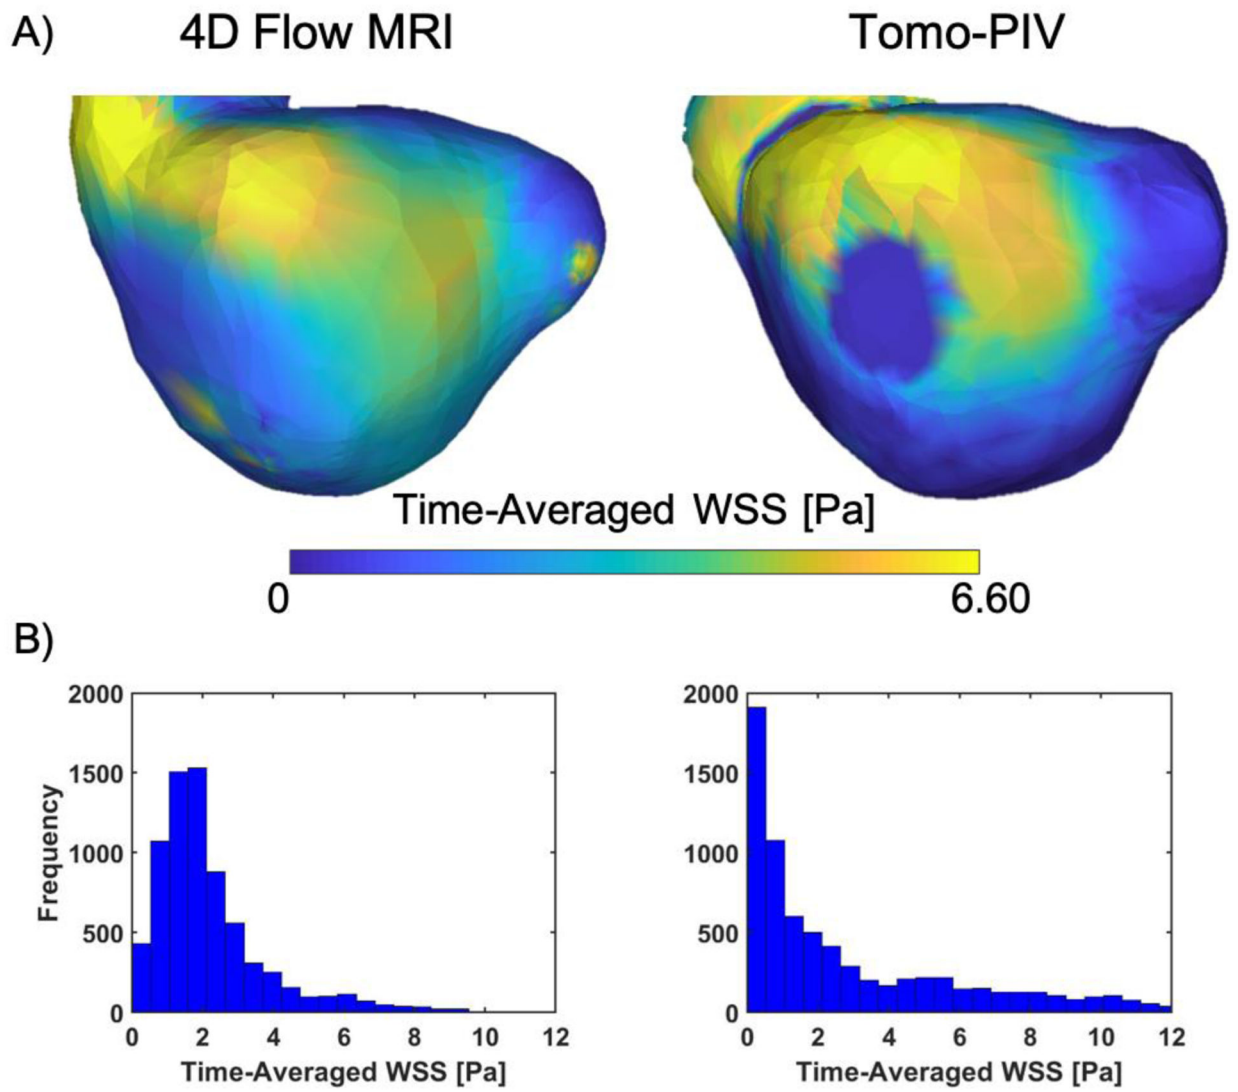 A)
4D Flow MRI
Tomo-PIV
Time-Averaged WSS [Pa]
0
6.60
B)
2000
1500
1000
500
0
Frequency
0 2 4 6 8 10 12
Time-Averaged WSS [Pa]
2000
1500
1000
500
0
0 2 4 6 8 10 12
Time-Averaged WSS [Pa]